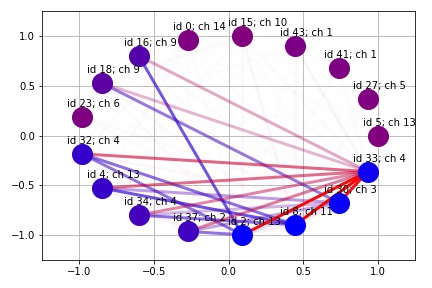 id 15; ch 10
id 0; ch 14
id 43; ch 1
id 16; ch 9
id 41; ch 1
id 18; ch 9
id 27; ch 5
id 23; ch 6
id 5; ch 13
id 32; ch 4
id 33; ch 4
id 4; ch 13
id 30; ch 3
id 34; ch 4
id 8; ch 11
id 37; ch 2
id 2; ch 13
1.0
0.5
0.0
−0.5
−1.0
−1.0
−0.5
0.0
0.5
1.0